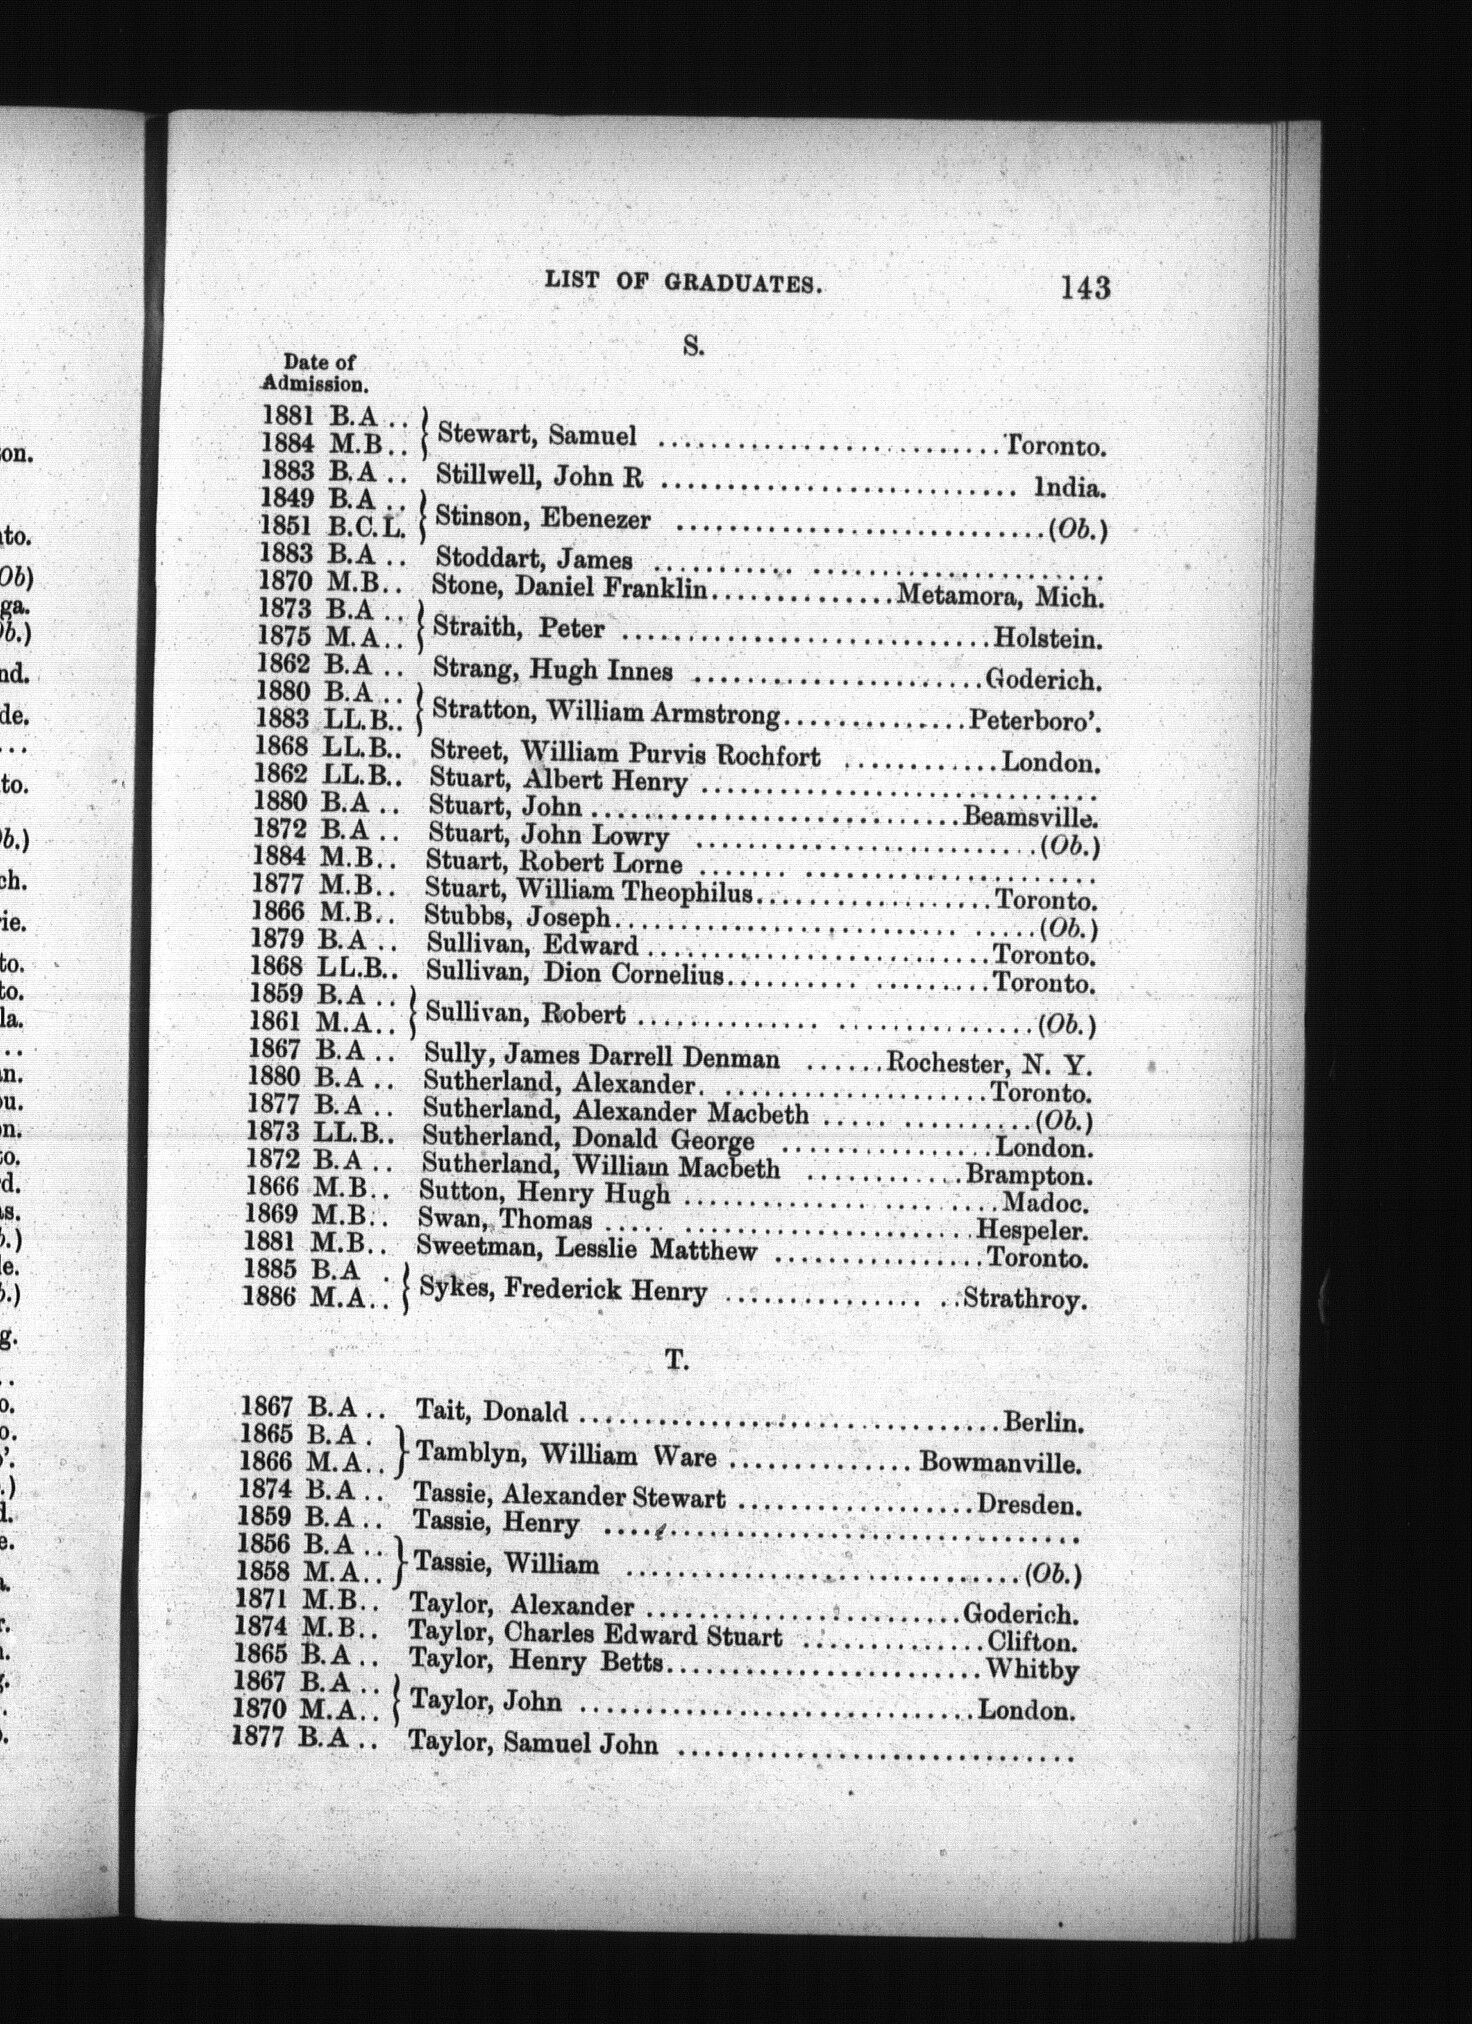 LIST OF GRADUATES. 143
S.
Date of
Admission.
1881 B.A ..
1884 M.B..
Stewart, Samuel .......................... Toronto.
1883 B.A .. Stillwell, John R ........................... India.
1849 B.A ..
1851 B.C.L.
Stinson, Ebenezer ............................(Ob.)
1883 B.A .. Stoddart, James ..................................
1870 M.B.. Stone, Daniel Franklin..............Metamora, Mich.
1873 B.A ..
1875 M.A..
Straith, Peter ............................Holstein.
1862 B.A .. Strang, Hugh Innes ......................Goderich.
1880 B.A ..
1883 LL.B..
Stratton, William Armstrong..............Peterboro'.
1868 LL.B.. Street, William Purvis Rochfort ............London.
1862 LL.B.. Stuart, Albert Henry ..............................
1880 B.A .. Stuart, John ............................Beamsville.
1872 B.A .. Stuart, John Lowry ..........................(Ob.)
1884 M.B.. Stuart, Robert Lorne ..............................
1877 M.B.. Stuart, William Theophilus..................Toronto.
1866 M.B.. Stubbs, Joseph...............................(Ob.)
1879 B.A .. Sullivan, Edward ..........................Toronto.
1868 LL.B.. Sullivan, Dion Cornelius....................Toronto.
1859 B.A ..
1861 M.A..
Sullivan, Robert .............................(Ob.)
1867 B.A .. Sully, James Darrell Denman ......Rochester, N. Y.
1880 B.A .. Sutherland, Alexander......................Toronto.
1877 B.A .. Sutherland, Alexander Macbeth ...............(Ob.)
1873 LL.B.. Sutherland, Donald George ................London.
1872 B.A .. Sutherland, William Macbeth ............Brampton.
1866 M.B.. Sutton, Henry Hugh ........................Madoc.
1869 M.B.. Swan, Thomas ...........................Hespeler.
1881 M.B.. Sweetman, Lesslie Matthew ................Toronto.
1885 B.A .
1886 M.A..
Sykes, Frederick Henry .................Strathroy.
T.
1867 B.A .. Tait, Donald ................................Berlin.
1865 B.A .
1866 M.A..
Tamblyn, William Ware .............. Bowmanville.
1874 B.A .. Tassie, Alexander Stewart ..................Dresden.
1859 B.A .. Tassie, Henry ....................................
1856 B.A ..
1858 M.A..
Tassie, William ..............................(Ob.)
1871 M.B.. Taylor, Alexander ........................Goderich.
1874 M.B.. Taylor, Charles Edward Stuart ..............Clifton.
1865 B.A .. Taylor, Henry Betts........................Whitby
1867 B.A ..
1870 M.A..
Taylor, John ..............................London.
1877 B.A .. Taylor, Samuel John ..............................